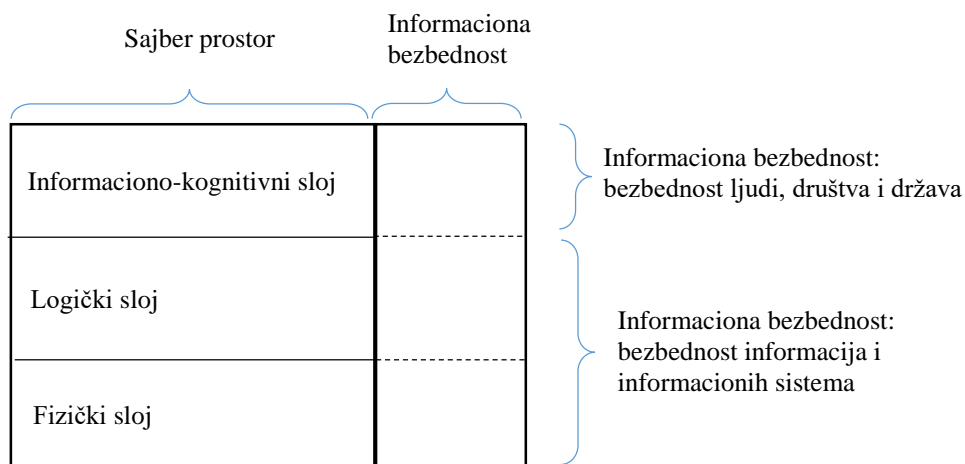 Sajber prostor
Informaciona
bezbednost
Informaciono-kognitivni sloj
Informaciona bezbednost:
bezbednost ljudi, društva i država
Logički sloj
Informaciona bezbednost:
bezbednost informacija i
informacionih sistema
Fizički sloj